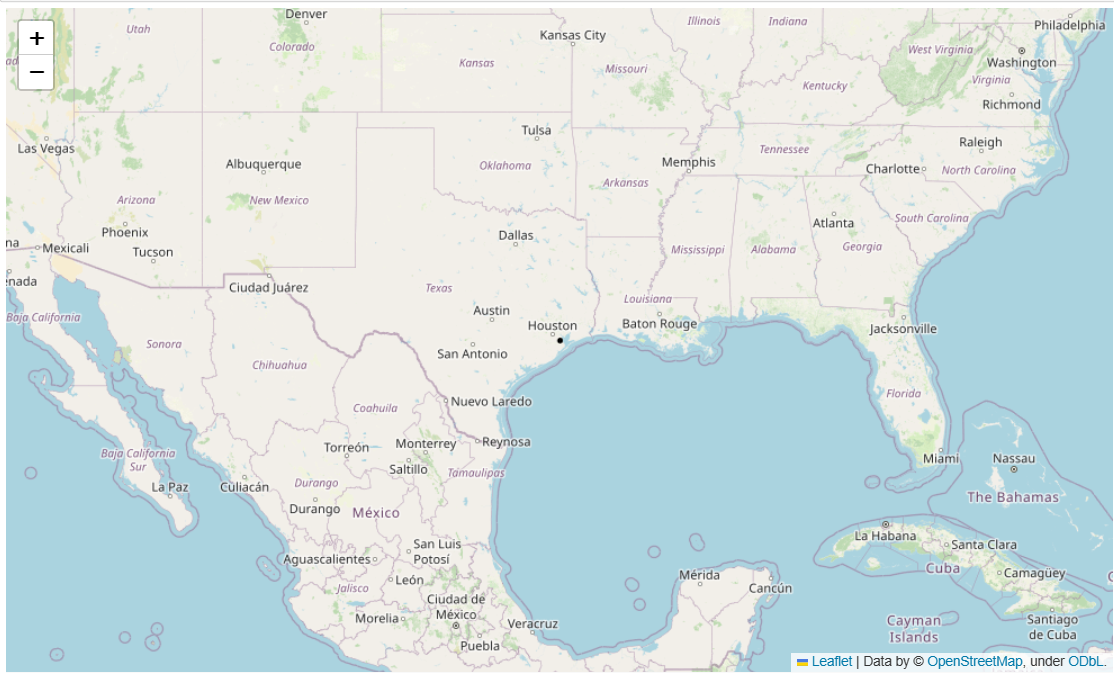 +
−
Denver
Utah
Colorado
Kansas City
Kansas
Missouri
Illinois
Indiana
Philadelphia
West Virginia
Washington
Virginia
Kentucky
Richmond
Las Vegas
Albuquerque
Tulsa
Oklahoma
Memphis
Tennessee
Raleigh
Charlotte
North Carolina
Arkansas
Arizona
New Mexico
Phoenix
Tucson
Mexicali
Dallas
Atlanta
South Carolina
Mississippi
Alabama
Georgia
Ciudad Juárez
Texas
Louisiana
Austin
Houston
Baton Rouge
Jacksonville
Baja California
Sonora
San Antonio
Chihuahua
Florida
Coahuila
Nuevo Laredo
Torreón
Monterrey
Reynosa
Baja California
Sur
Saltillo
Tamaulipas
Miami
Nassau
La Paz
Culiacán
Durango
Durango
México
The Bahamas
La Habana
Santa Clara
San Luis
Potosí
Aguascalientes
León
Jalisco
Cuba
Camagüey
Mérida
Cancún
Ciudad de
México
Morelia
Veracruz
Puebla
Cayman
Islands
Santiago
de Cuba
Leaflet | Data by © OpenStreetMap, under ODbL.